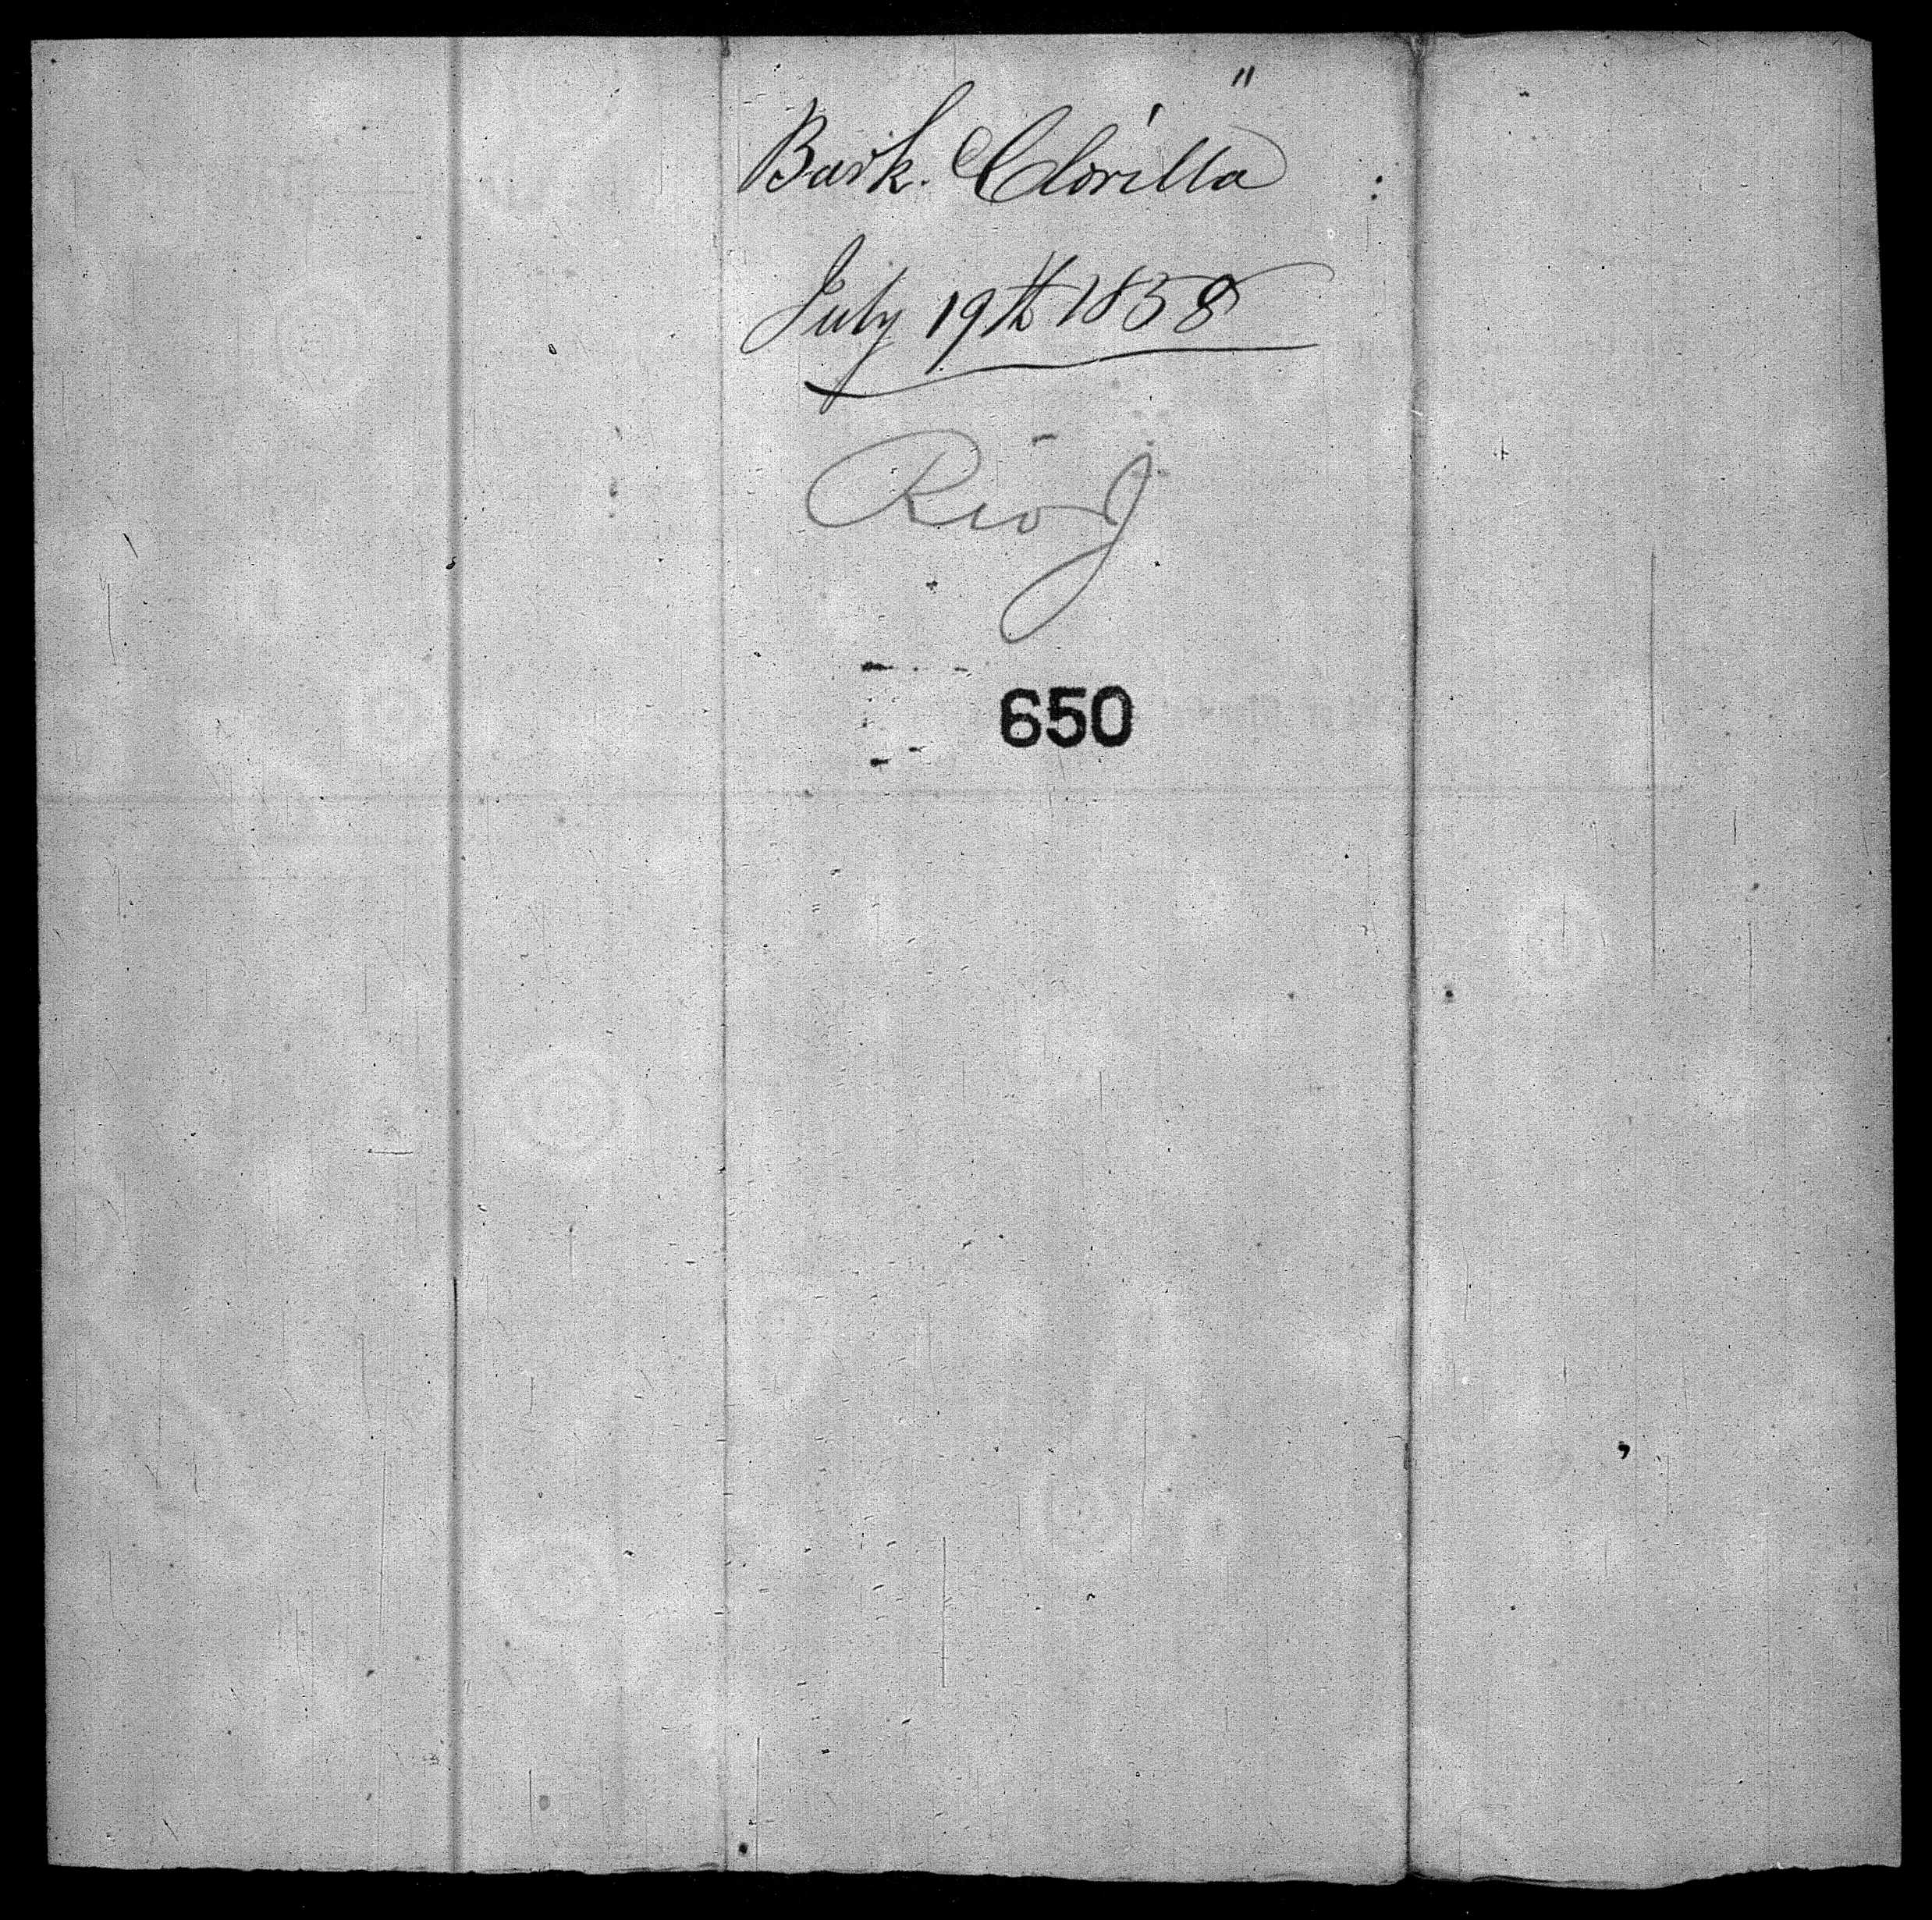 Bark. Clorilla"
July 19th 1858
Rio J
650